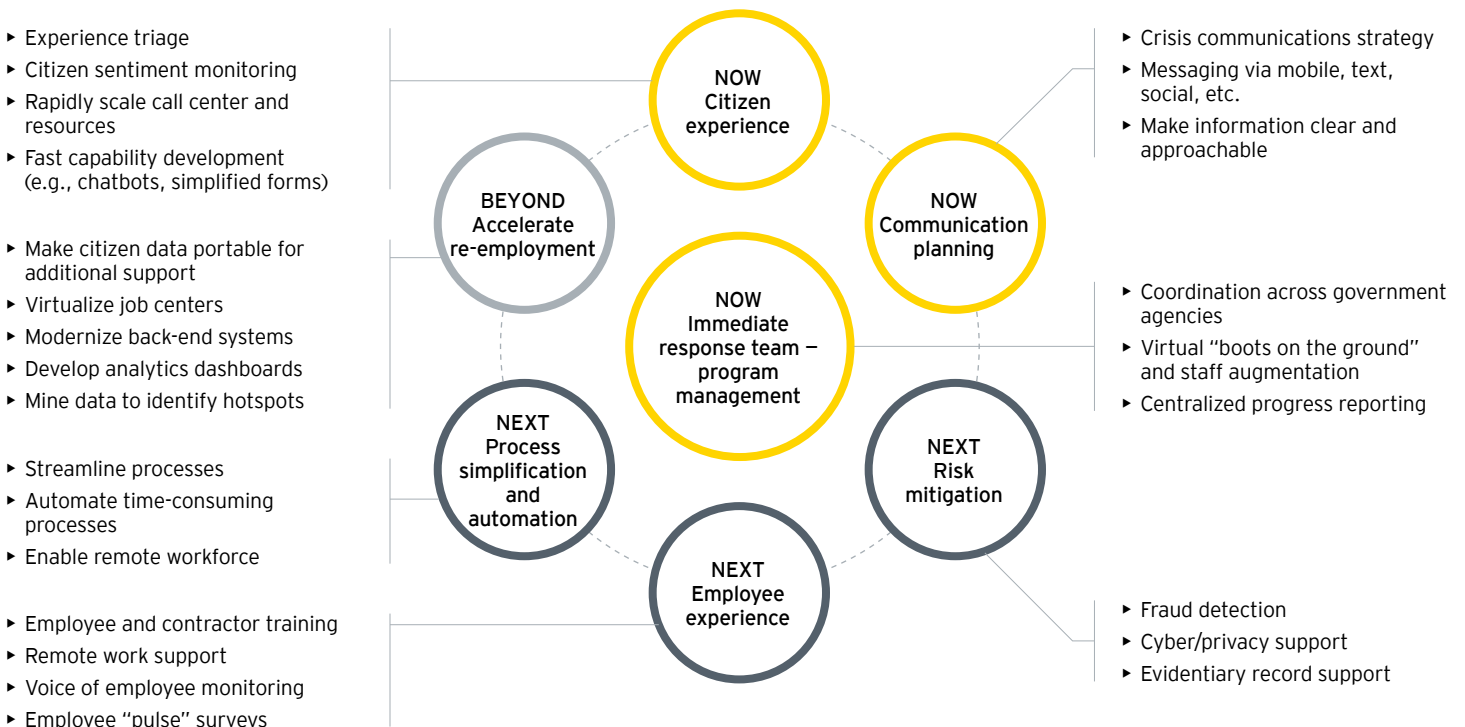 ▸ Experience triage
▸ Citizen sentiment monitoring
▸ Rapidly scale call center and
resources
▸ Fast capability development
(e.g., chatbots, simplified forms)
▸ Make citizen data portable for
additional support
▸ Virtualize job centers
▸ Modernize back-end systems
▸ Develop analytics dashboards
▸ Mine data to identify hotspots
▸ Streamline processes
▸ Automate time-consuming
processes
▸ Enable remote workforce
▸ Employee and contractor training
▸ Remote work support
▸ Voice of employee monitoring
▸ Employee “pulse” surveys
NOW
Citizen
experience
BEYOND
Accelerate
re-employment
NOW
Communication
planning
NOW
Immediate
response team –
program
management
NEXT
Process
simplification
and
automation
NEXT
Risk
mitigation
NEXT
Employee
experience
▸ Crisis communications strategy
▸ Messaging via mobile, text,
social, etc.
▸ Make information clear and
approachable
▸ Coordination across government
agencies
▸ Virtual “boots on the ground”
and staff augmentation
▸ Centralized progress reporting
▸ Fraud detection
▸ Cyber/privacy support
▸ Evidentiary record support